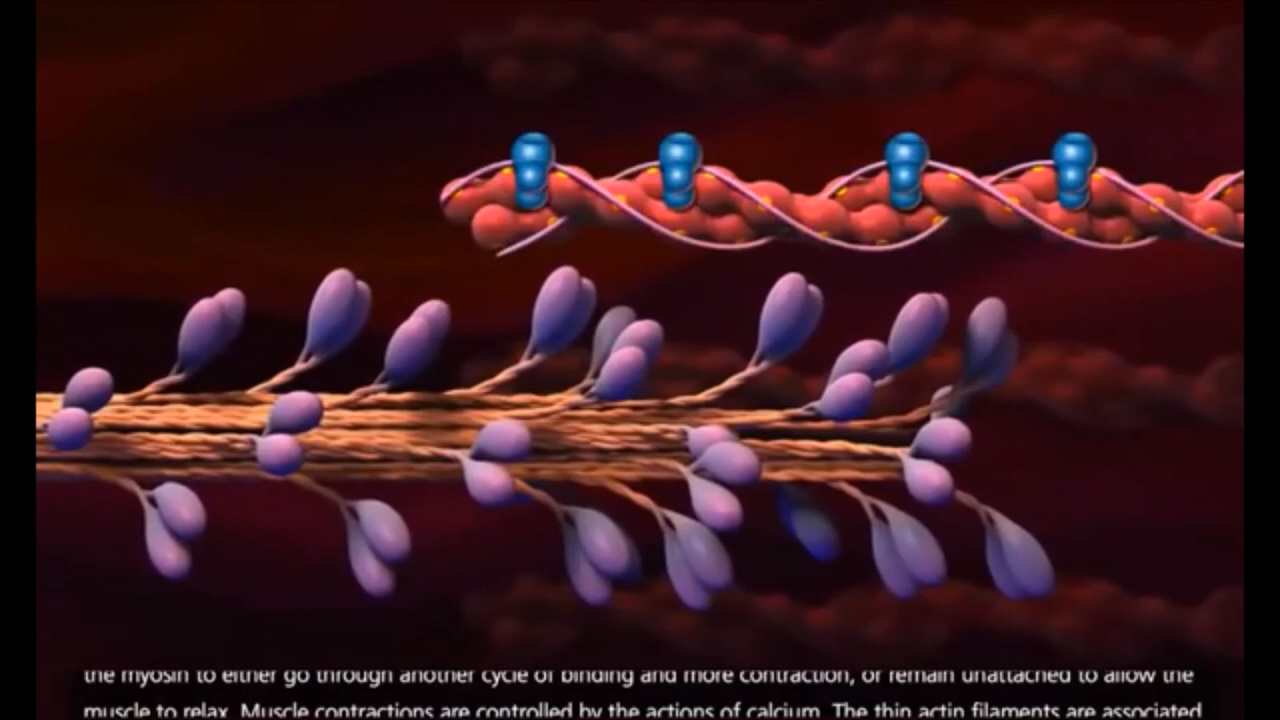 the myosin to either go through another cycle of binding and more contraction, or remain unattached to allow the
muscle to relax. Muscle contractions are controlled by the actions of calcium. The thin actin filaments are associated